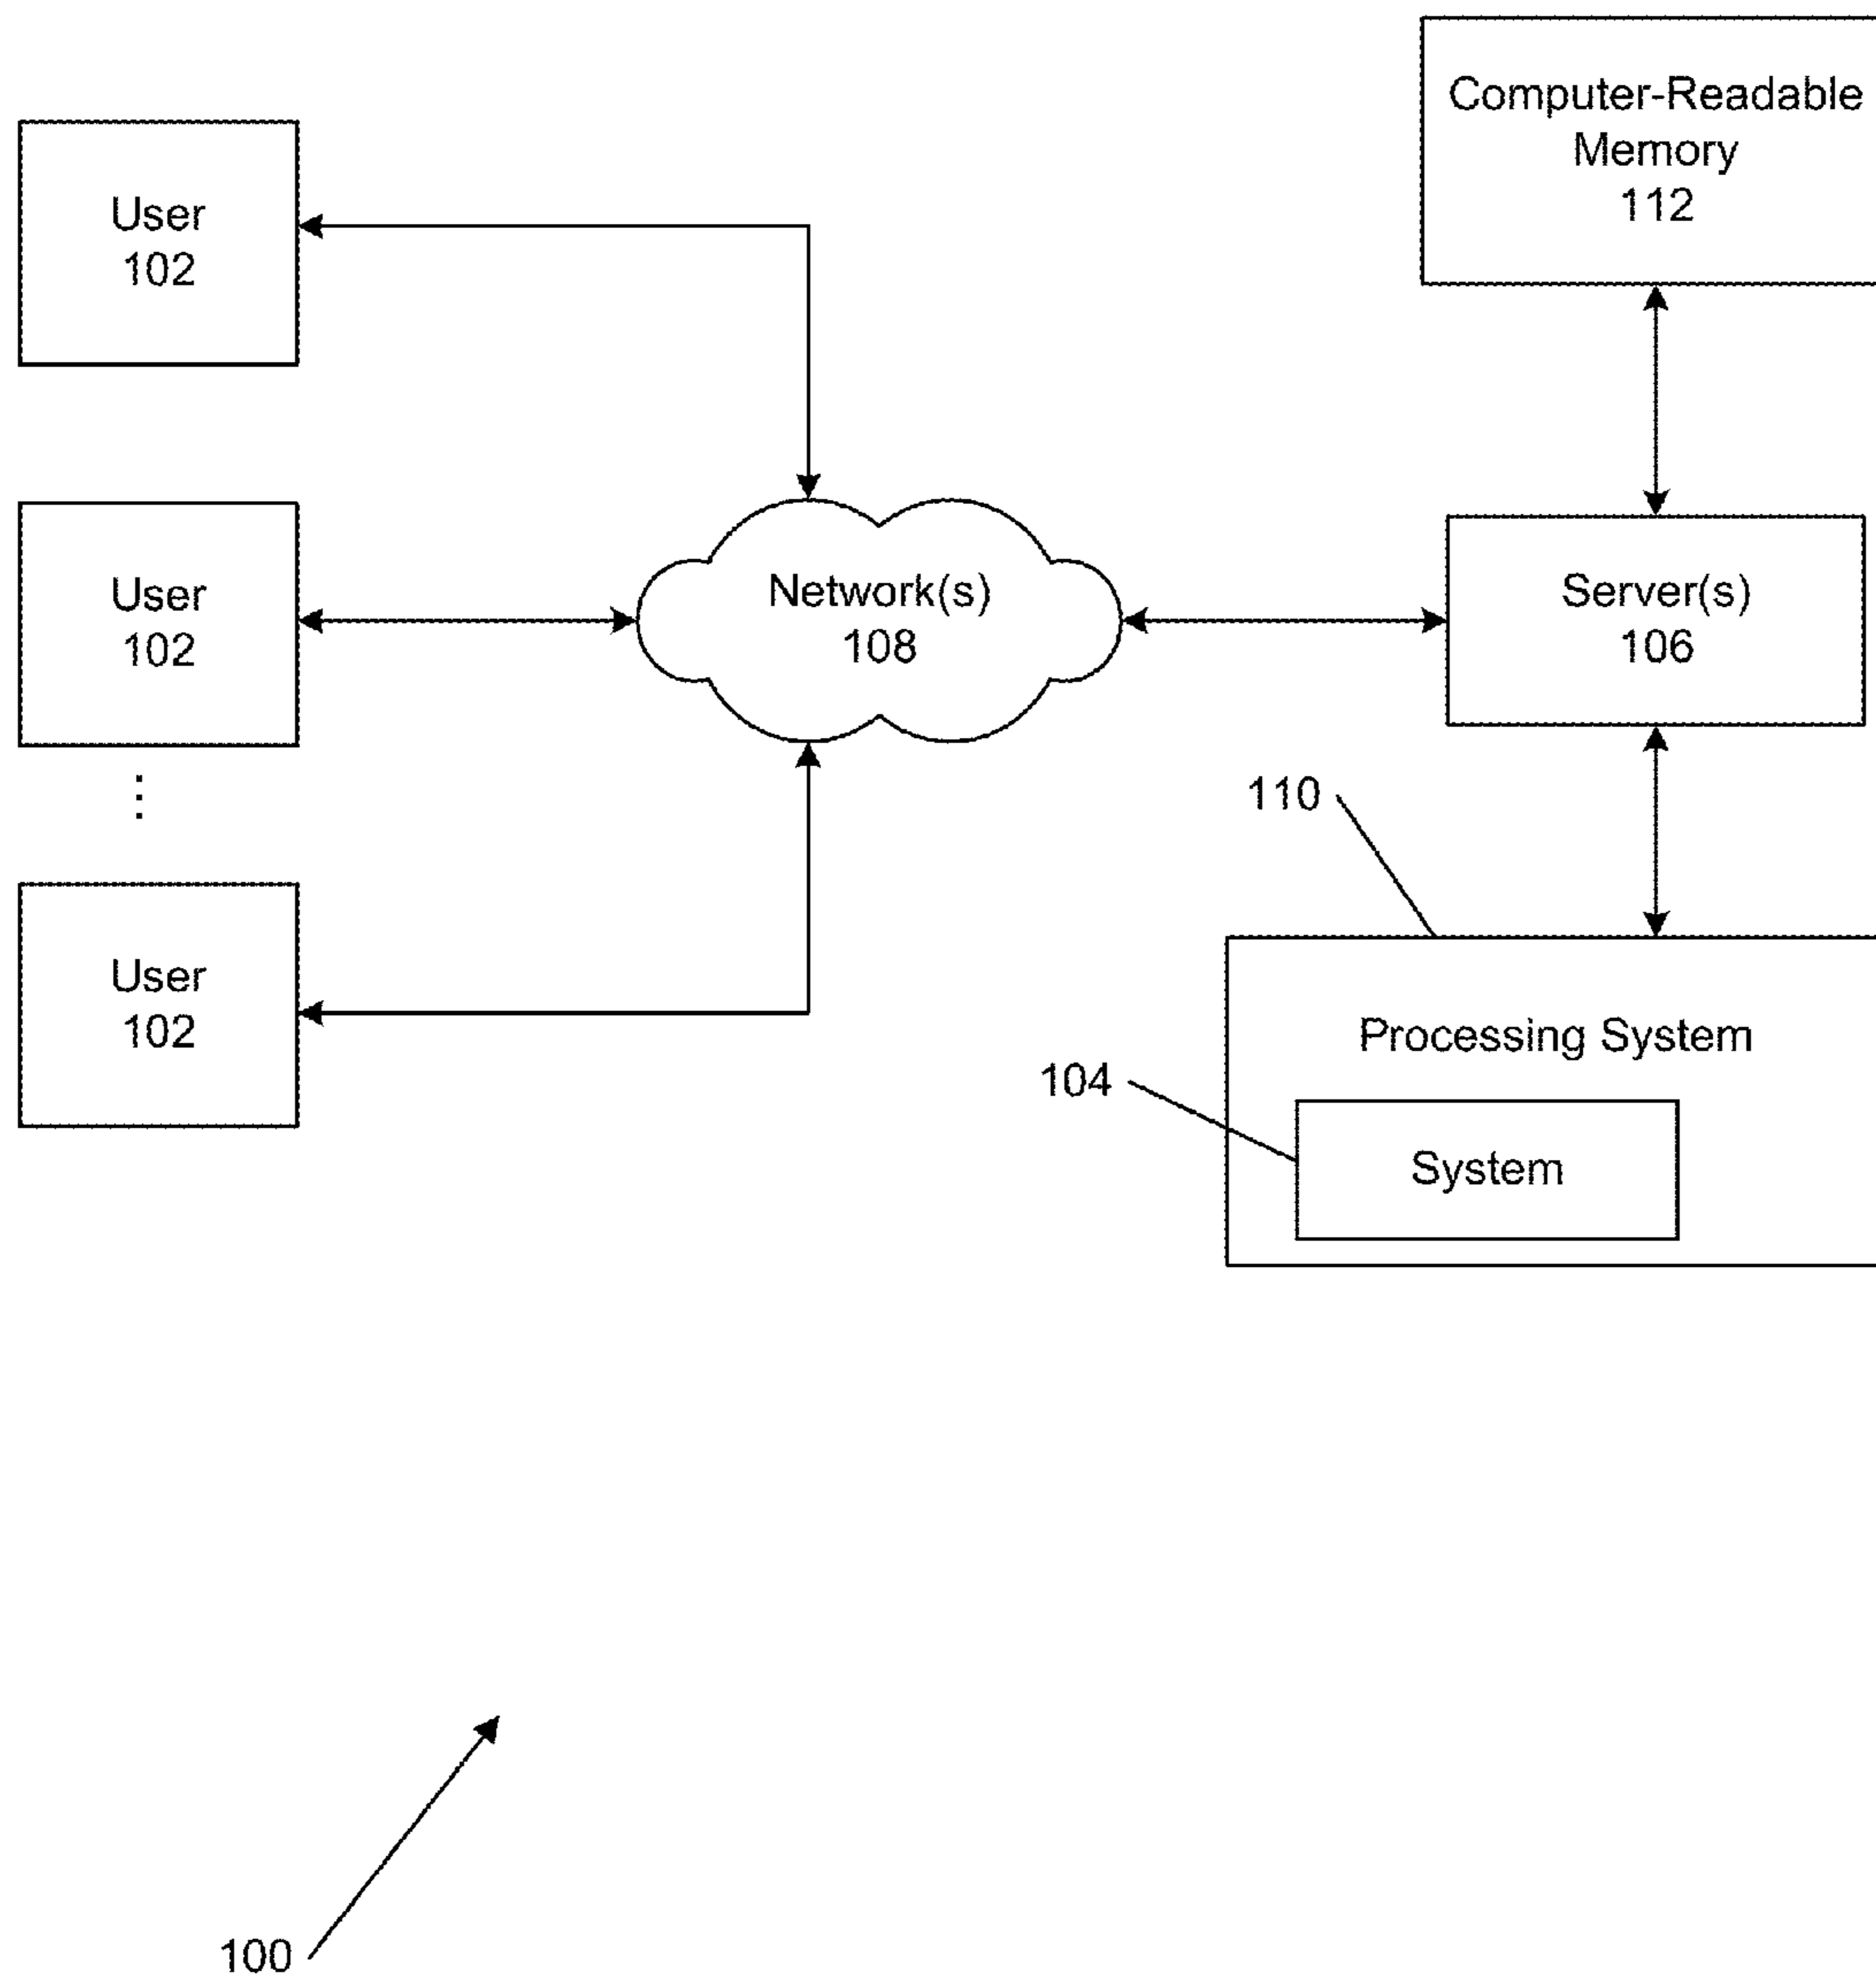 Computer-Readable
Memory
112
User
102
User
102
Network(s)
108
Server(s)
106
110
User
102
Processing System
104
System
100